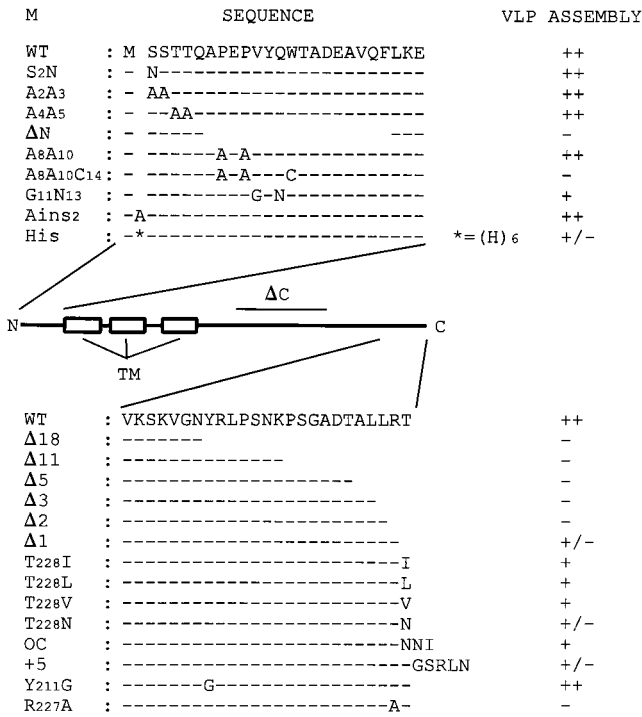 M SEQUENCE VLP ASSEMBLY
WT : M SSTTQAPEPVYQWTADEAVQFLKE ++
S2N : - N----------------------- ++
A2A3 : - AA---------------------- ++
A4A5 : - --AA-------------------- ++
ΔN : - ----- --- -
A8A10 : - ------A-A--------------- ++
A8A10C14 : - ------A-A---C----------- -
G11N13 : - ---------G-N------------ +
Ains2 : -A------------------------ ++
His : -*------------------------ *=(H)6 +/-
ΔC
N C
TM
WT : VKSKVGNYRLPSNKPSGADTALLRT ++
Δ18 : ------- -
Δ11 : -------------- -
Δ5 : -------------------- -
Δ3 : ---------------------- -
Δ2 : ----------------------- -
Δ1 : ------------------------ +/-
T228I : ------------------------I +
T228L : ------------------------L +
T228V : ------------------------V +
T228N : ------------------------N +/-
OC : ------------------------NNI +
+5 : -------------------------GSRLN +/-
Y211G : -------G----------------- ++
R227A : -----------------------A- -